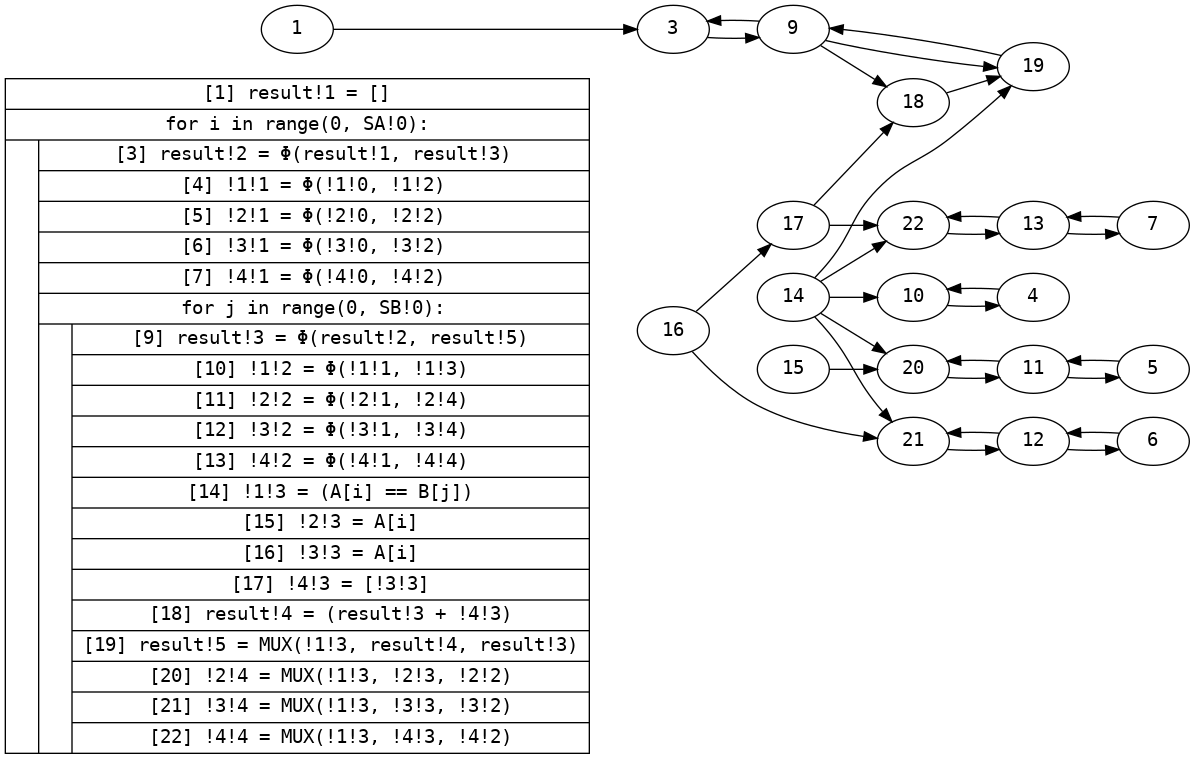 1
3
9
19
18
17
22
13
7
14
10
4
16
15
20
11
5
21
12
6
[1] result!1 = []
for i in range(0, SA!0):
[3] result!2 = Φ(result!1, result!3)
[4] !1!1 = Φ(!1!0, !1!2)
[5] !2!1 = Φ(!2!0, !2!2)
[6] !3!1 = Φ(!3!0, !3!2)
[7] !4!1 = Φ(!4!0, !4!2)
for j in range(0, SB!0):
[9] result!3 = Φ(result!2, result!5)
[10] !1!2 = Φ(!1!1, !1!3)
[11] !2!2 = Φ(!2!1, !2!4)
[12] !3!2 = Φ(!3!1, !3!4)
[13] !4!2 = Φ(!4!1, !4!4)
[14] !1!3 = (A[i] == B[j])
[15] !2!3 = A[i]
[16] !3!3 = A[i]
[17] !4!3 = [!3!3]
[18] result!4 = (result!3 + !4!3)
[19] result!5 = MUX(!1!3, result!4, result!3)
[20] !2!4 = MUX(!1!3, !2!3, !2!2)
[21] !3!4 = MUX(!1!3, !3!3, !3!2)
[22] !4!4 = MUX(!1!3, !4!3, !4!2)